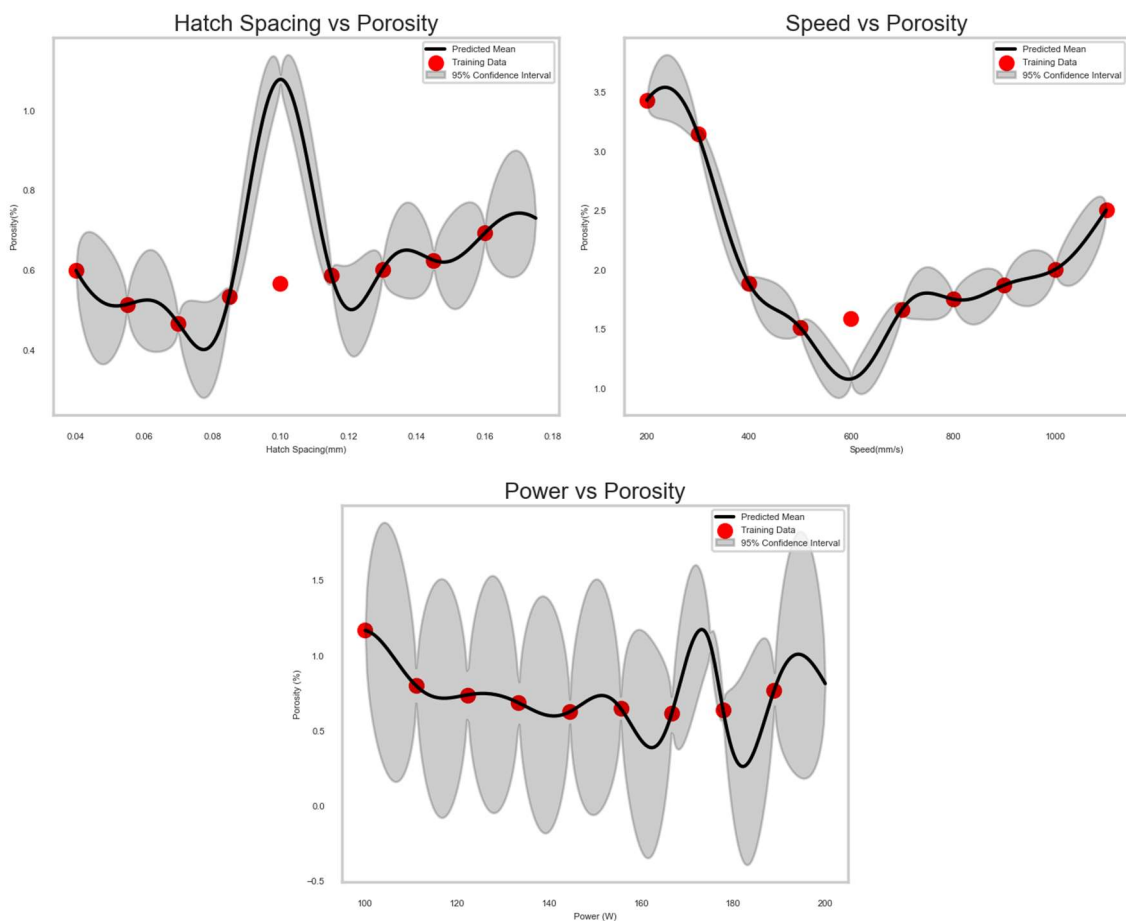 Hatch Spacing vs Porosity
Predicted Mean
Training Data
95% Confidence Interval
1.0
0.8
0.6
0.4
Porosity(%)
0.04
0.06
0.08
0.10
0.12
0.14
0.16
0.18
Hatch Spacing(mm)
Speed vs Porosity
Predicted Mean
Training Data
95% Confidence Interval
3.5
3.0
2.5
2.0
1.5
1.0
Porosity(%)
200
400
600
800
1000
Speed(mm/s)
Power vs Porosity
Predicted Mean
Training Data
95% Confidence Interval
1.5
1.0
0.5
0.0
−0.5
Porosity (%)
100
120
140
160
180
200
Power (W)